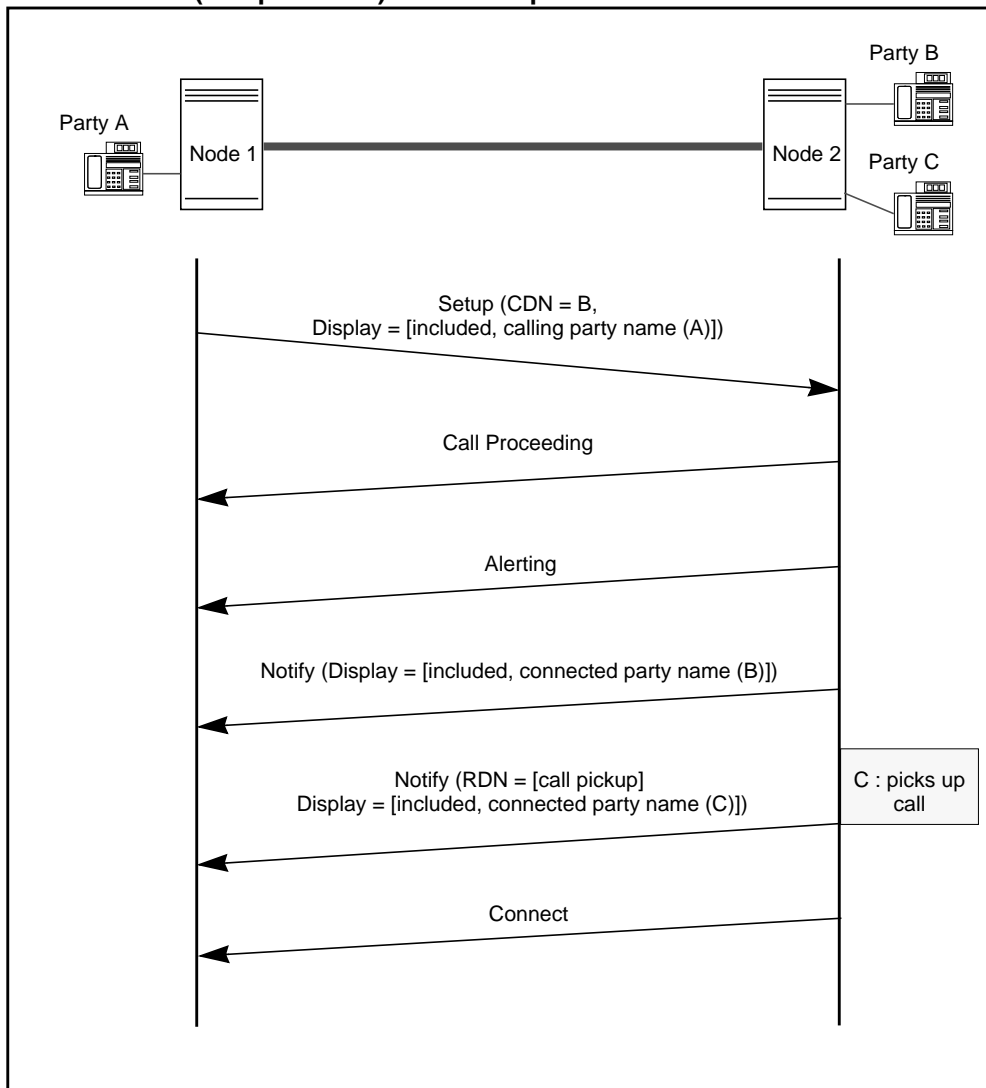 Party B
Party A
Node 1
Node 2
Party C
Setup (CDN = B,
Display = [included, calling party name (A)])
Call Proceeding
Alerting
Notify (Display = [included, connected party name (B)])
Notify (RDN = [call pickup]
Display = [included, connected party name (C)])
C : picks up
call
Connect